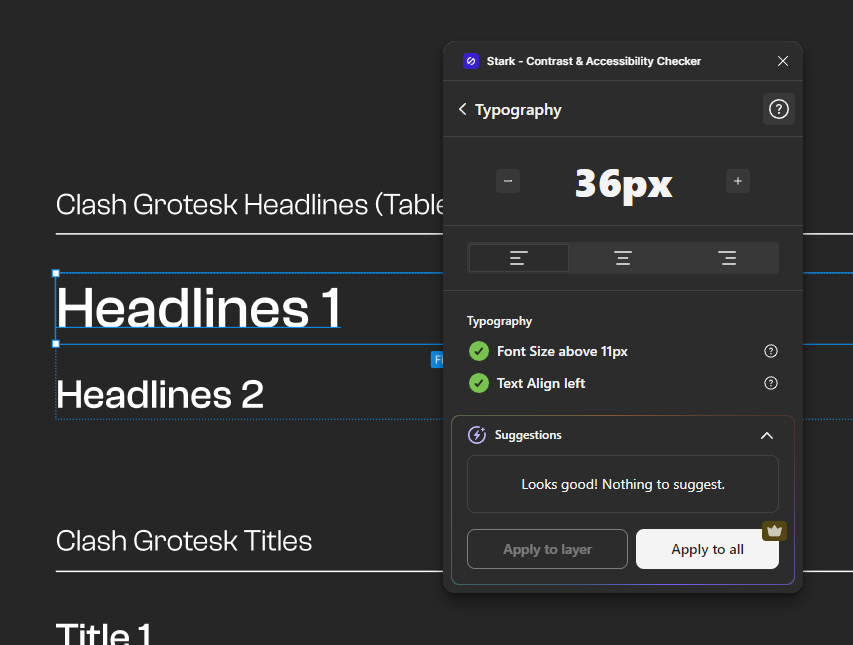 Stark - Contrast & Accessibility Checker
Typography
36px
Clash Grotesk Headlines (Table
Headlines 1
Typography
Font Size above 11px
Text Align left
Headlines 2
Suggestions
Looks good! Nothing to suggest.
Apply to layer
Apply to all
Clash Grotesk Titles
Title 1